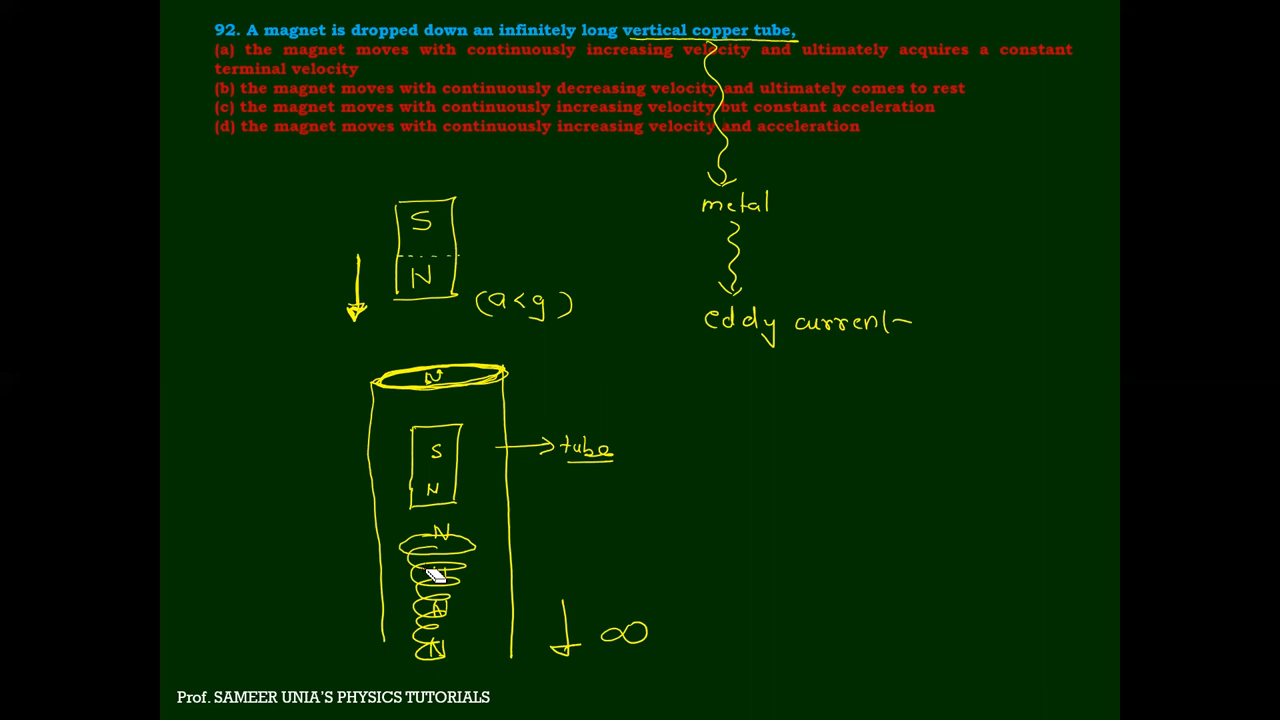 92. A magnet is dropped down an infinitely long vertical copper tube,
(a) the magnet moves with continuously increasing velocity and ultimately acquires a constant
terminal velocity
(b) the magnet moves with continuously decreasing velocity and ultimately comes to rest
(c) the magnet moves with continuously increasing velocity but constant acceleration
(d) the magnet moves with continuously increasing velocity and acceleration
metal
S
N
(a<g)
eddy current
N
S
tube
N
N
N
∞
N
Prof. SAMEER UNIA'S PHYSICS TUTORIALS